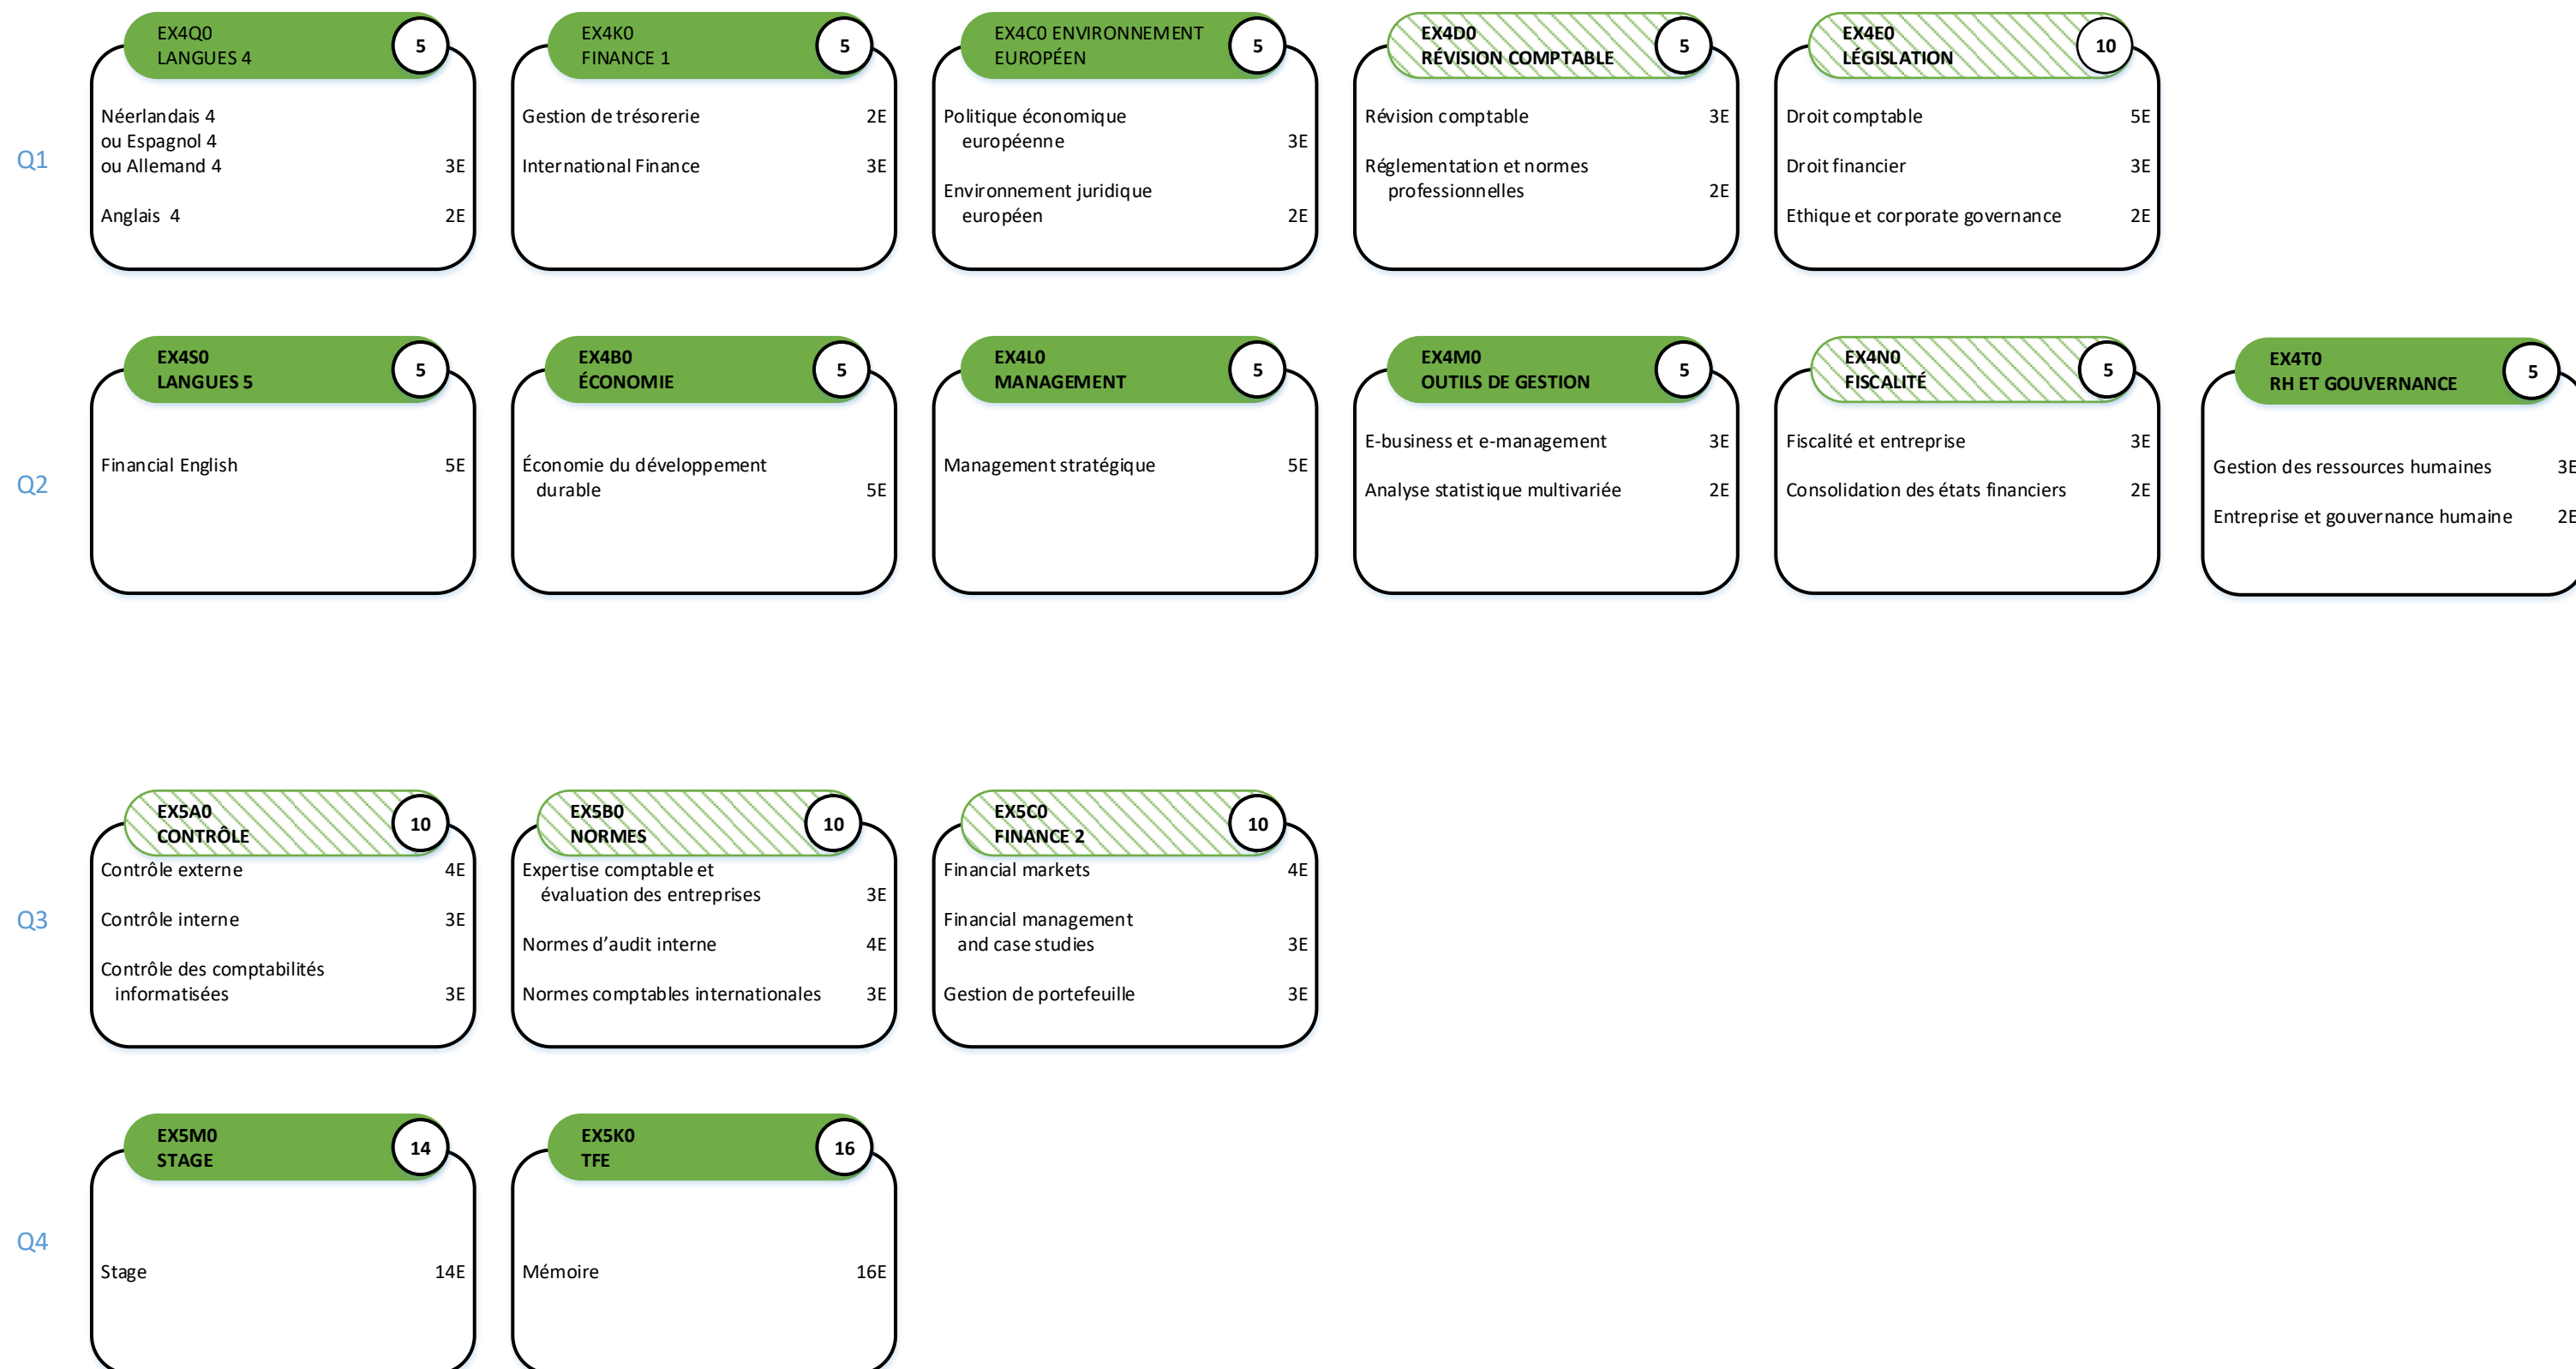 EX4Q0
LANGUES 4
5
EX4K0
FINANCE 1
5
EX4C0 ENVIRONNEMENT
EUROPÉEN
5
EX4D0
RÉVISION COMPTABLE
5
EX4E0
LÉGISLATION
10
Q1
Néerlandais 4
ou Espagnol 4
ou Allemand 4 3E
Anglais 4 2E
Gestion de trésorerie 2E
International Finance 3E
Politique économique
européenne 3E
Environnement juridique
européen 2E
Révision comptable 3E
Réglementation et normes
professionnelles 2E
Droit comptable 5E
Droit financier 3E
Ethique et corporate governance 2E
EX4S0
LANGUES 5
5
EX4B0
ÉCONOMIE
5
EX4L0
MANAGEMENT
5
EX4M0
OUTILS DE GESTION
5
EX4N0
FISCALITÉ
5
EX4T0
RH ET GOUVERNANCE
5
Q2
Financial English 5E
Économie du développement
durable 5E
Management stratégique 5E
E-business et e-management 3E
Analyse statistique multivariée 2E
Fiscalité et entreprise 3E
Consolidation des états financiers 2E
Gestion des ressources humaines 3E
Entreprise et gouvernance humaine 2E
EX5A0
CONTRÔLE
10
EX5B0
NORMES
10
EX5C0
FINANCE 2
10
Q3
Contrôle externe 4E
Contrôle interne 3E
Contrôle des comptabilités
informatisées 3E
Expertise comptable et
évaluation des entreprises 3E
Normes d’audit interne 4E
Normes comptables internationales 3E
Financial markets 4E
Financial management
and case studies 3E
Gestion de portefeuille 3E
EX5M0
STAGE
14
EX5K0
TFE
16
Q4
Stage 14E
Mémoire 16E